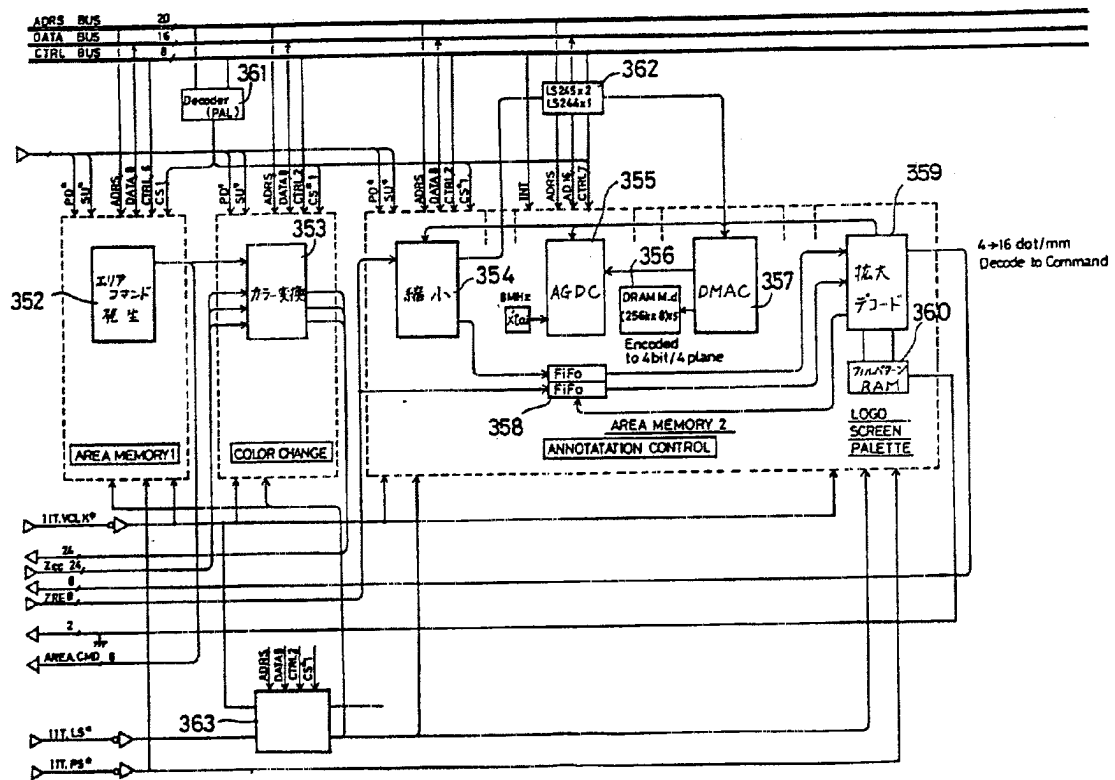 ADRS BUS 20
DATA BUS 16
CTRL BUS 8
361
Decoder
(PAL)
362
LS245x2
LS244x1
PD*
SU*
ADRS
DATA 8
CTRL 6
CS 1
PD*
SU*
ADRS
DATA 8
CTRL 2
CS*1
PD*
SU*
ADRS
DATA 8
CTRL 2
CS*1
INT
ADRS
AD 16
CTRL 7
352
エリア
コマンド
発生
353
カラー変換
354
縮小
8MHz
Xtal
355
AGDC
356
DRAM M.d
(256k x 8)x5
Encoded
to 4bit/4 plane
357
DMAC
359
拡大
デコード
4→16 dot/mm
Decode to Command
360
フィルパターン
RAM
FiFo
FiFo
358
AREA MEMORY 1
COLOR CHANGE
AREA MEMORY 2
ANNOTATATION CONTROL
LOGO
SCREEN
PALETTE
IIT.VCLK*
24
Zcc 24
8
ZRE 8
2
AREA.CMD 6
ADRS
DATA 8
CTRL 2
CS*1
363
IIT.LS*
IIT.PS*